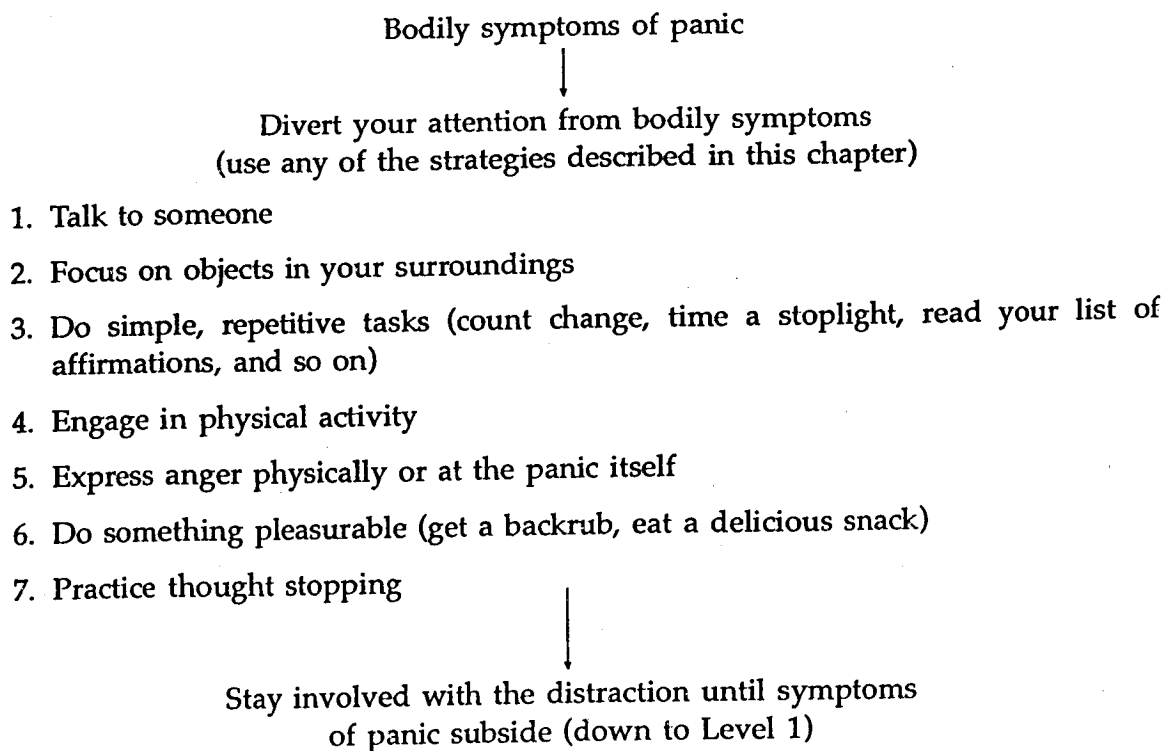 Bodily symptoms of panic
Divert your attention from bodily symptoms
(use any of the strategies described in this chapter)
1. Talk to someone
2. Focus on objects in your surroundings
3. Do simple, repetitive tasks (count change, time a stoplight, read your list of
affirmations, and so on)
4. Engage in physical activity
5. Express anger physically or at the panic itself
6. Do something pleasurable (get a backrub, eat a delicious snack)
7. Practice thought stopping
Stay involved with the distraction until symptoms
of panic subside (down to Level 1)